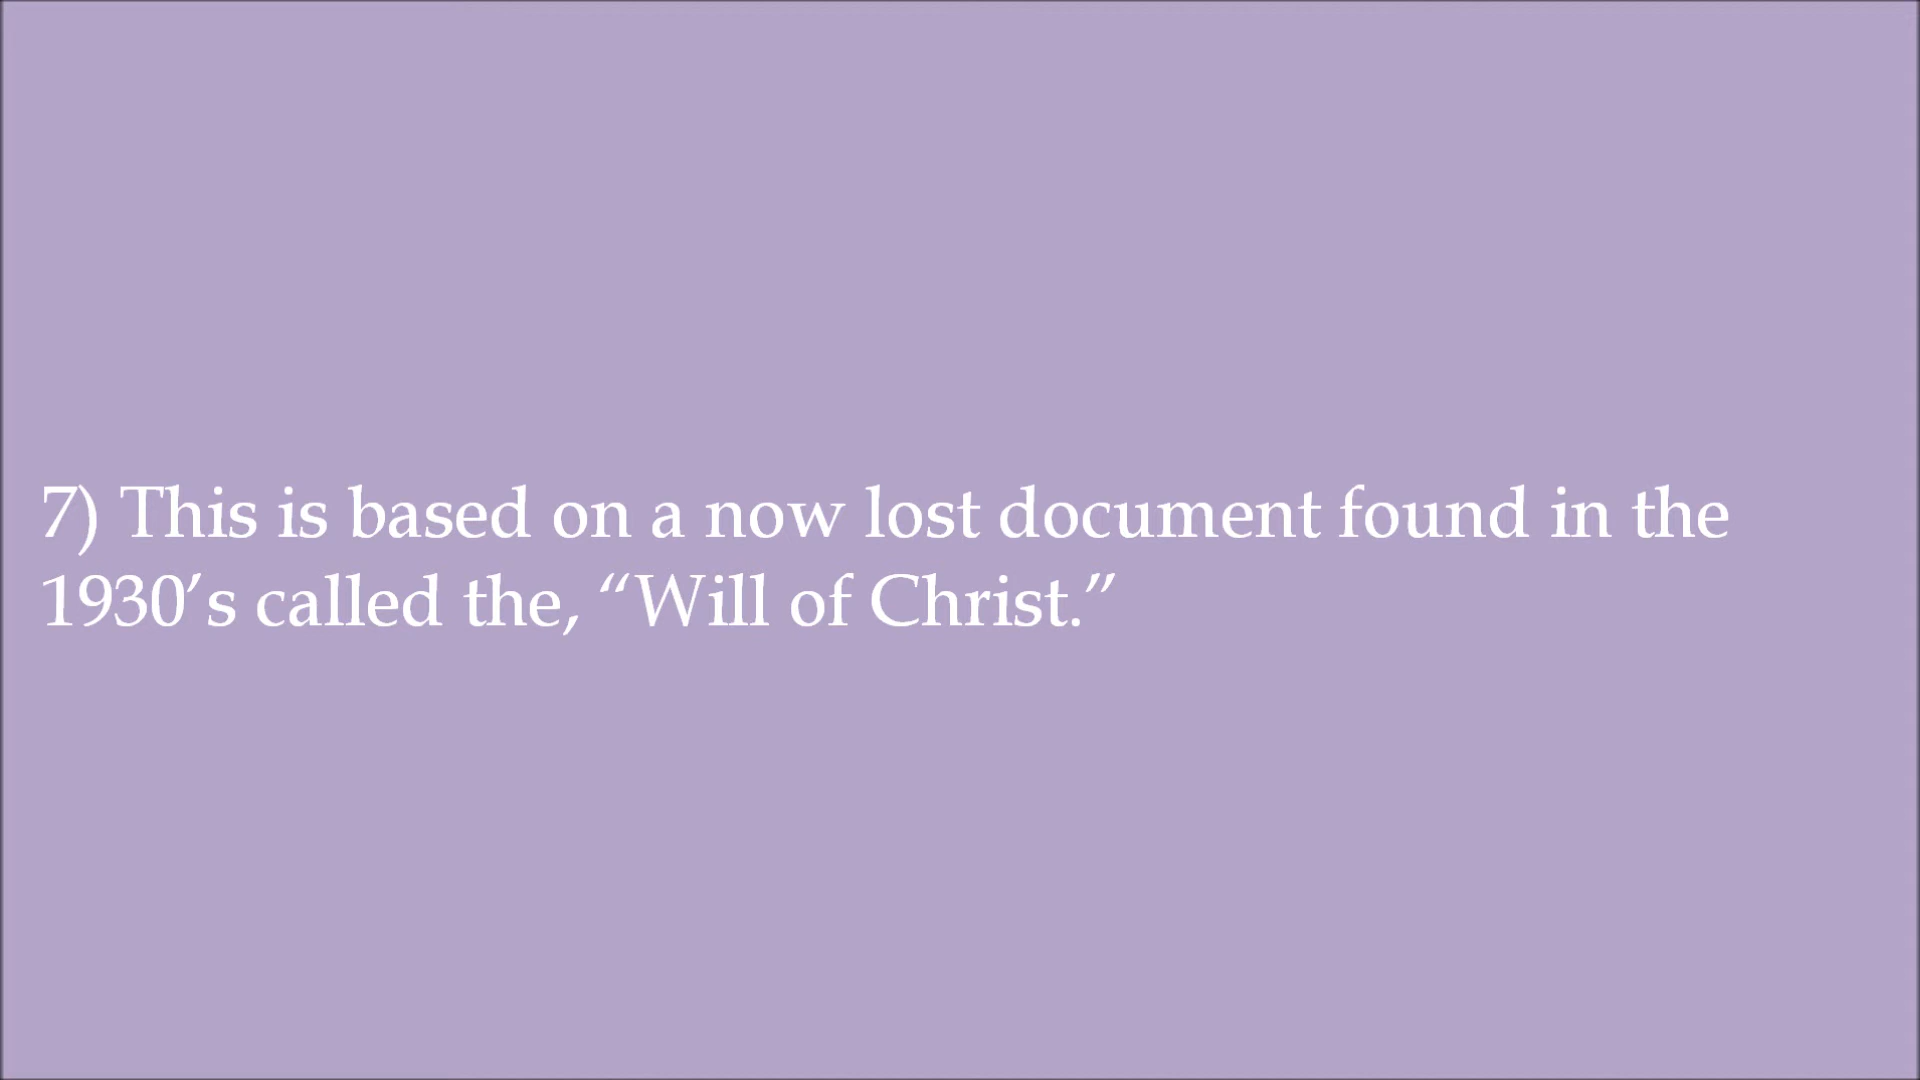 7) This is based on a now lost document found in the
1930’s called the, “Will of Christ.”